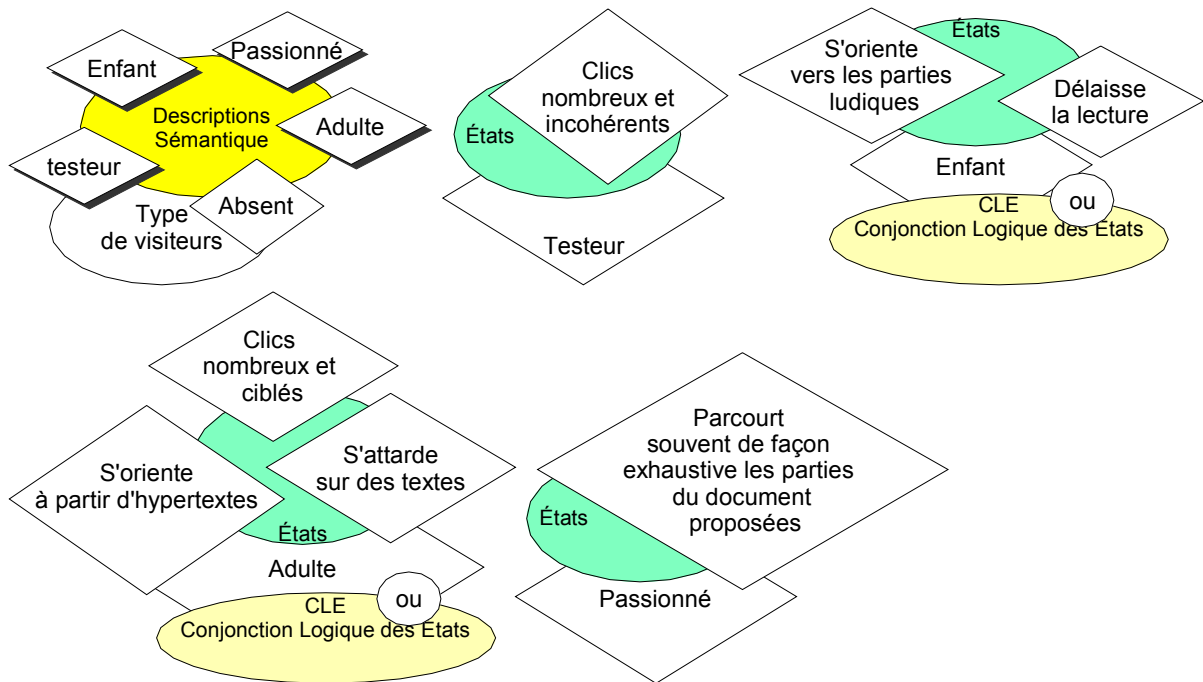 Enfant
Passionné
Descriptions
Sémantique
Adulte
testeur
Absent
Type
de visiteurs
Clics
nombreux et
incohérents
États
Testeur
États
S'oriente
vers les parties
ludiques
Délaisse
la lecture
Enfant
ou
CLE
Conjonction Logique des États
Clics
nombreux et
ciblés
S'oriente
à partir d'hypertextes
S'attarde
sur des textes
États
Adulte
ou
CLE
Conjonction Logique des États
Parcourt
souvent de façon
exhaustive les parties
du document
proposées
États
Passionné